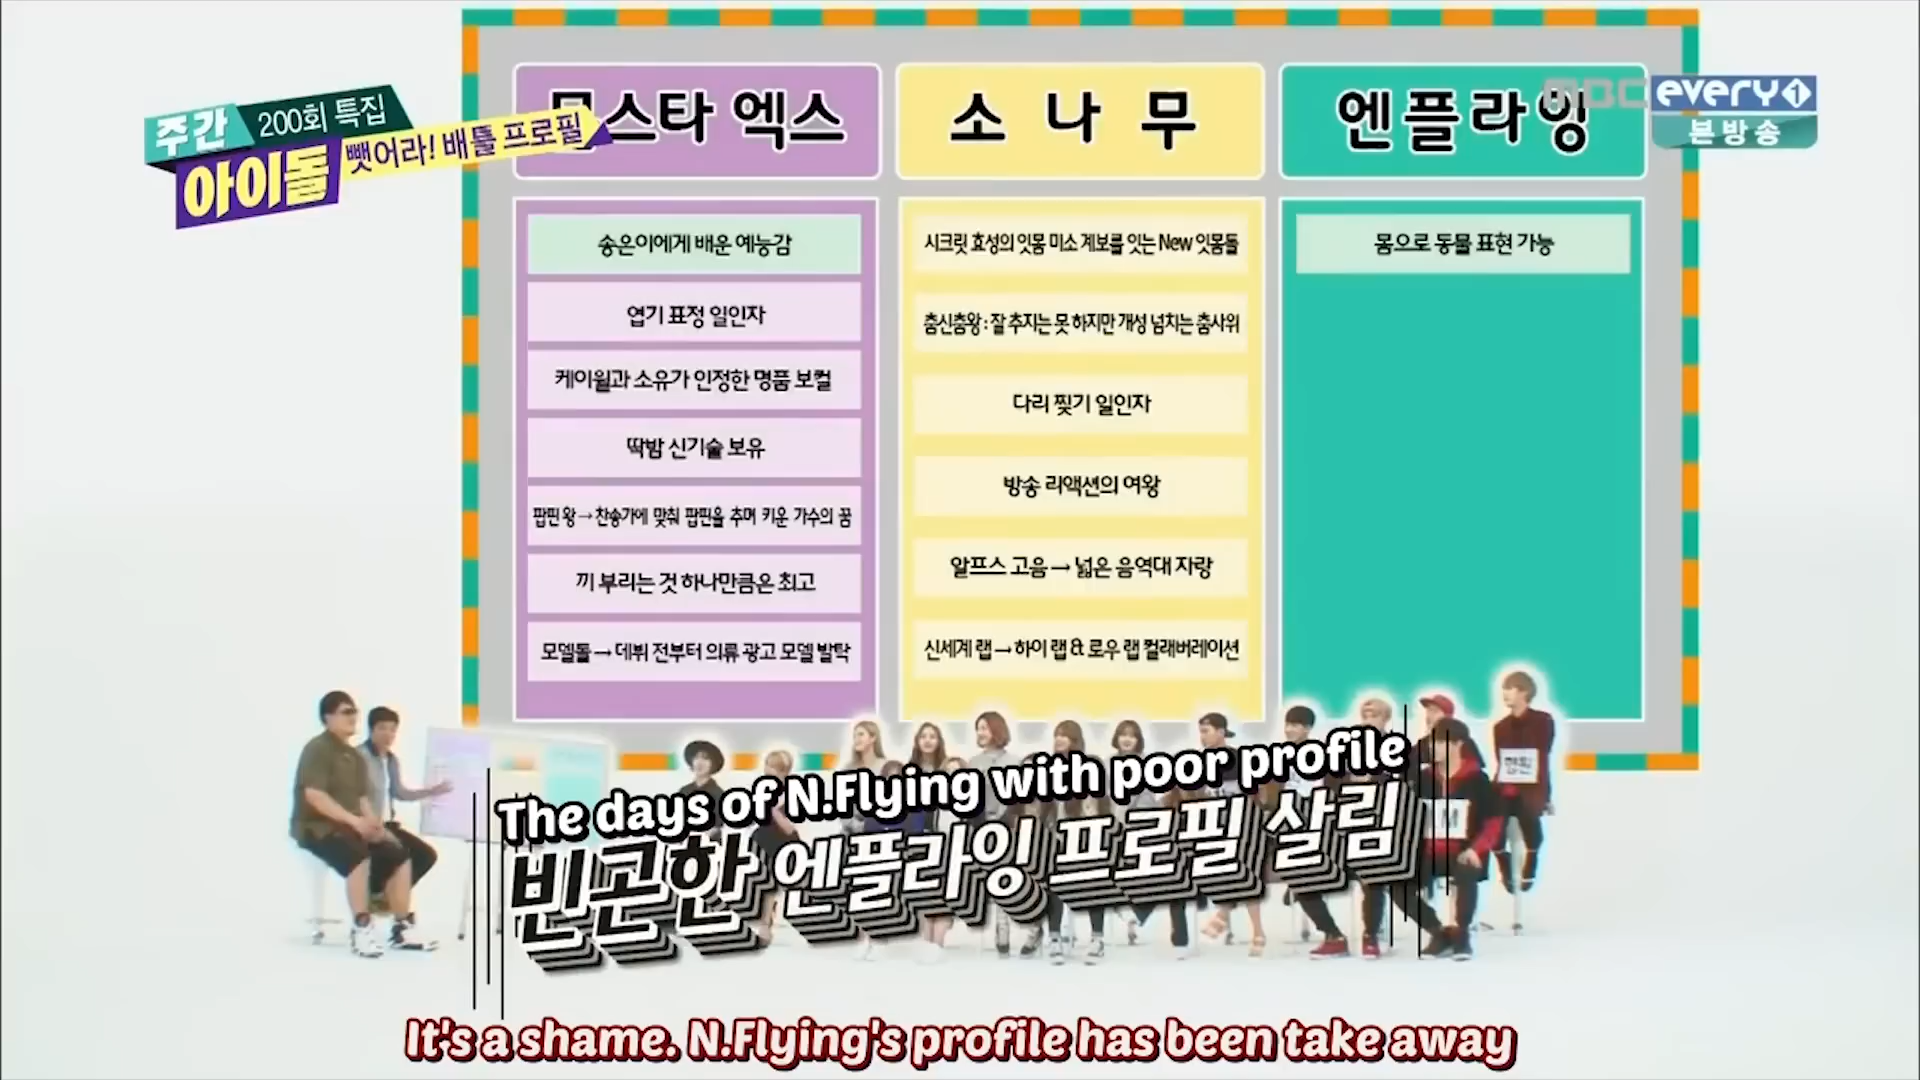 주간 아이돌
200회 특집
뺏어라! 배틀 프로필
MBC every1
본방송
몬스타엑스
송은이에게 배운 예능감
엽기 표정 일인자
케이윌과 소유가 인정한 명품 보컬
딱밤 신기술 보유
팝핀 왕→찬송가에 맞춰 팝핀을 추며 키운 가수의 꿈
끼 부리는 것 하나만큼은 최고
모델돌→데뷔 전부터 의류 광고 모델 발탁
소나무
시크릿 효성의 잇몸 미소 계보를 잇는 New 잇몸돌
춤신춤왕 : 잘 추지는 못 하지만 개성 넘치는 춤사위
다리 찢기 일인자
방송 리액션의 여왕
알프스 고음→넓은 음역대 자랑
신세계 랩→하이 랩 & 로우 랩 컬래버레이션
엔플라잉
몸으로 동물 표현 가능
The days of N.Flying with poor profile
빈곤한 엔플라잉 프로필 살림
It's a shame. N.Flying's profile has been take away